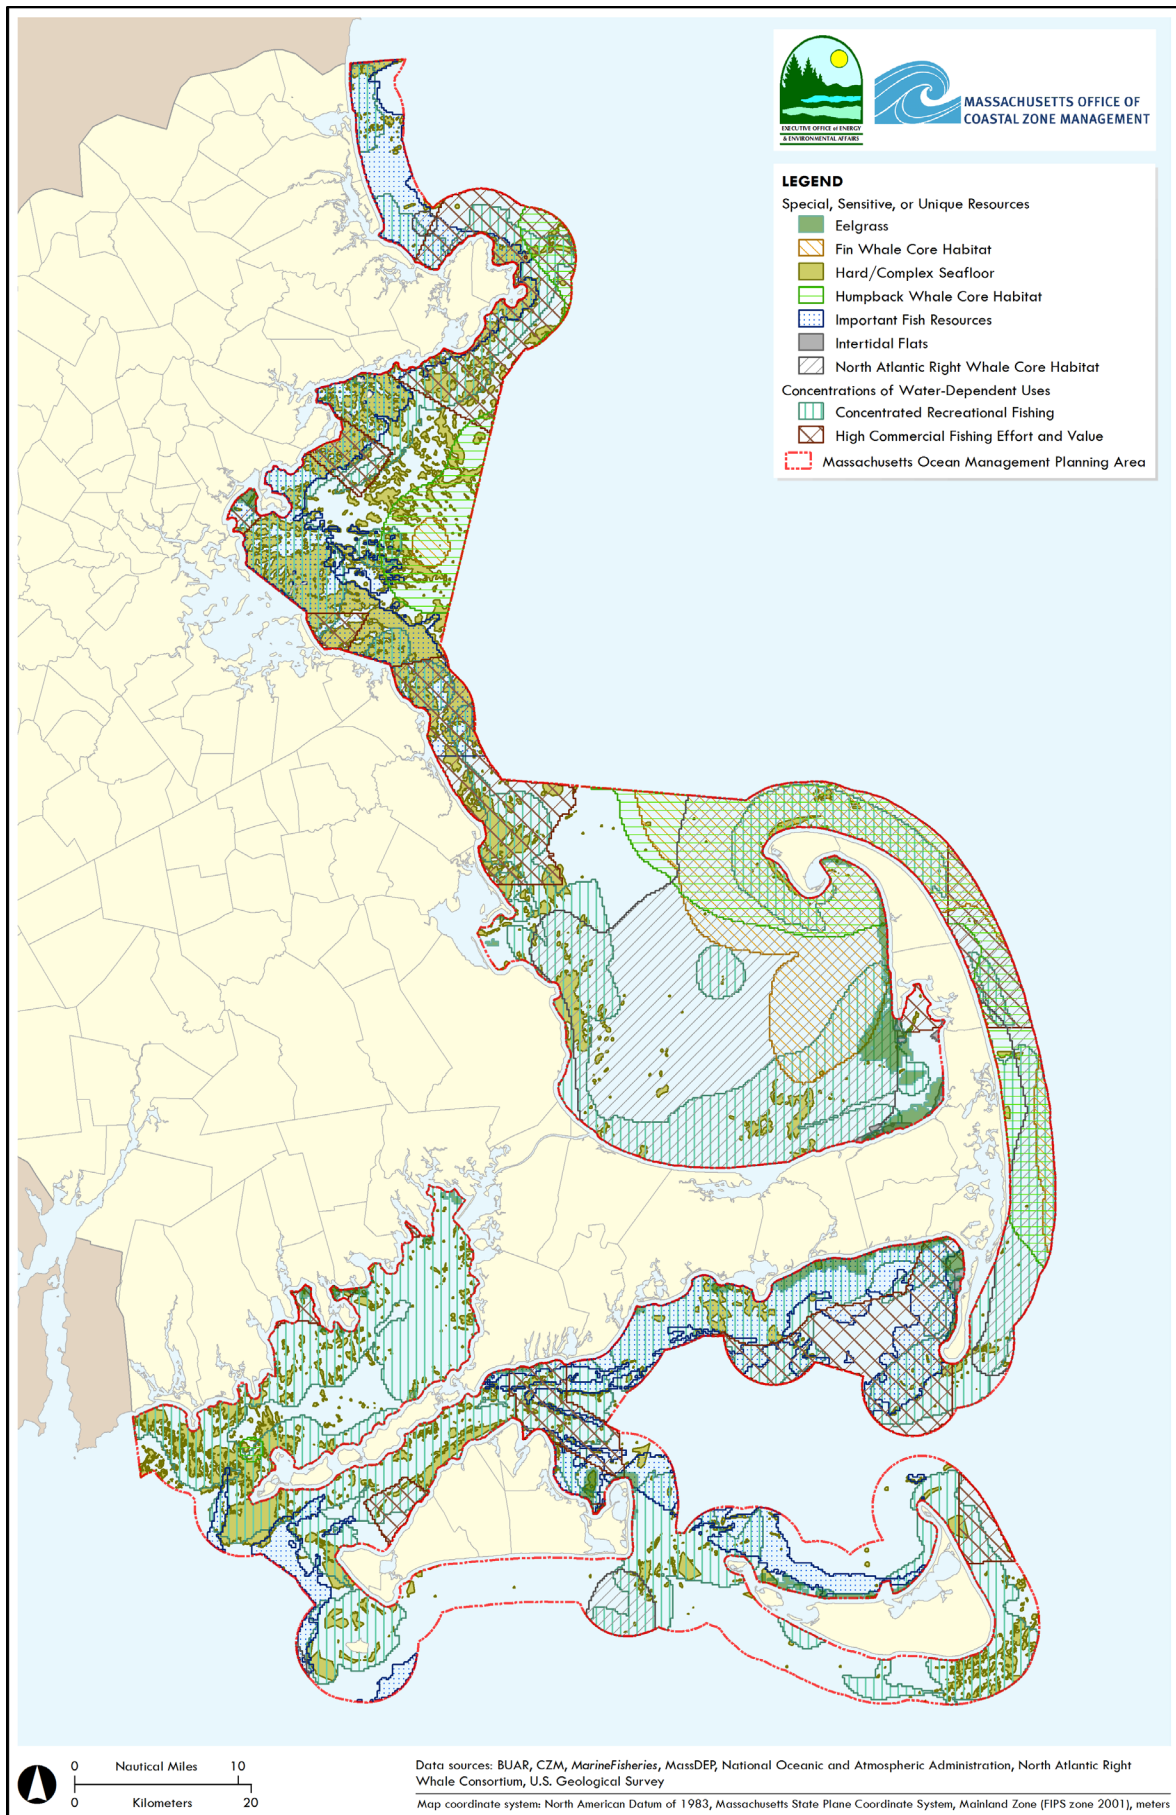 EXECUTIVE OFFICE of ENERGY
& ENVIRONMENTAL AFFAIRS
MASSACHUSETTS OFFICE OF
COASTAL ZONE MANAGEMENT
LEGEND
Special, Sensitive, or Unique Resources
Eelgrass
Fin Whale Core Habitat
Hard/Complex Seafloor
Humpback Whale Core Habitat
Important Fish Resources
Intertidal Flats
North Atlantic Right Whale Core Habitat
Concentrations of Water-Dependent Uses
Concentrated Recreational Fishing
High Commercial Fishing Effort and Value
Massachusetts Ocean Management Planning Area
0 Nautical Miles 10
0 Kilometers 20
Data sources: BUAR, CZM, MarineFisheries, MassDEP, National Oceanic and Atmospheric Administration, North Atlantic Right
Whale Consortium, U.S. Geological Survey
Map coordinate system: North American Datum of 1983, Massachusetts State Plane Coordinate System, Mainland Zone (FIPS zone 2001), meters